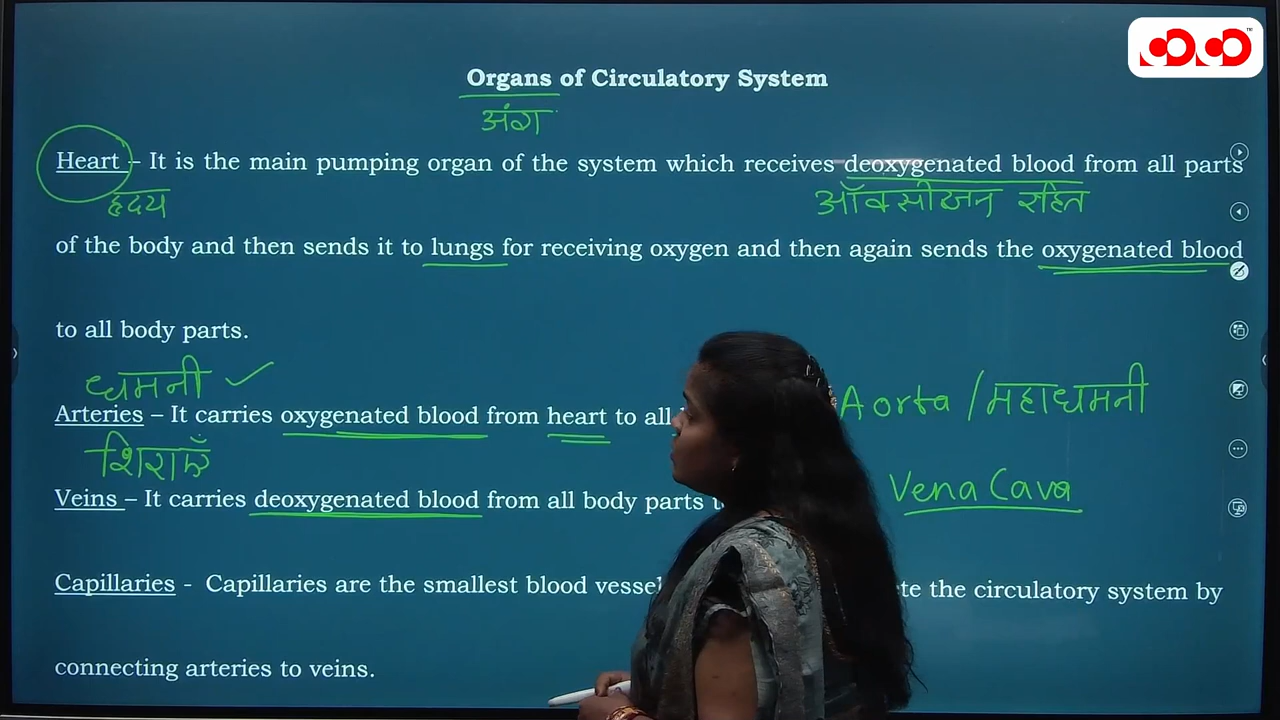 Organs of Circulatory System
अंग
Heart – It is the main pumping organ of the system which receives deoxygenated blood from all parts
हृदय ऑक्सीजन रहित
of the body and then sends it to lungs for receiving oxygen and then again sends the oxygenated blood
to all body parts.
धमनी ✓
Arteries – It carries oxygenated blood from heart to all Aorta / महाधमनी
शिराएँ
Veins – It carries deoxygenated blood from all body parts Vena Cava
Capillaries - Capillaries are the smallest blood the circulatory system by
connecting arteries to veins.